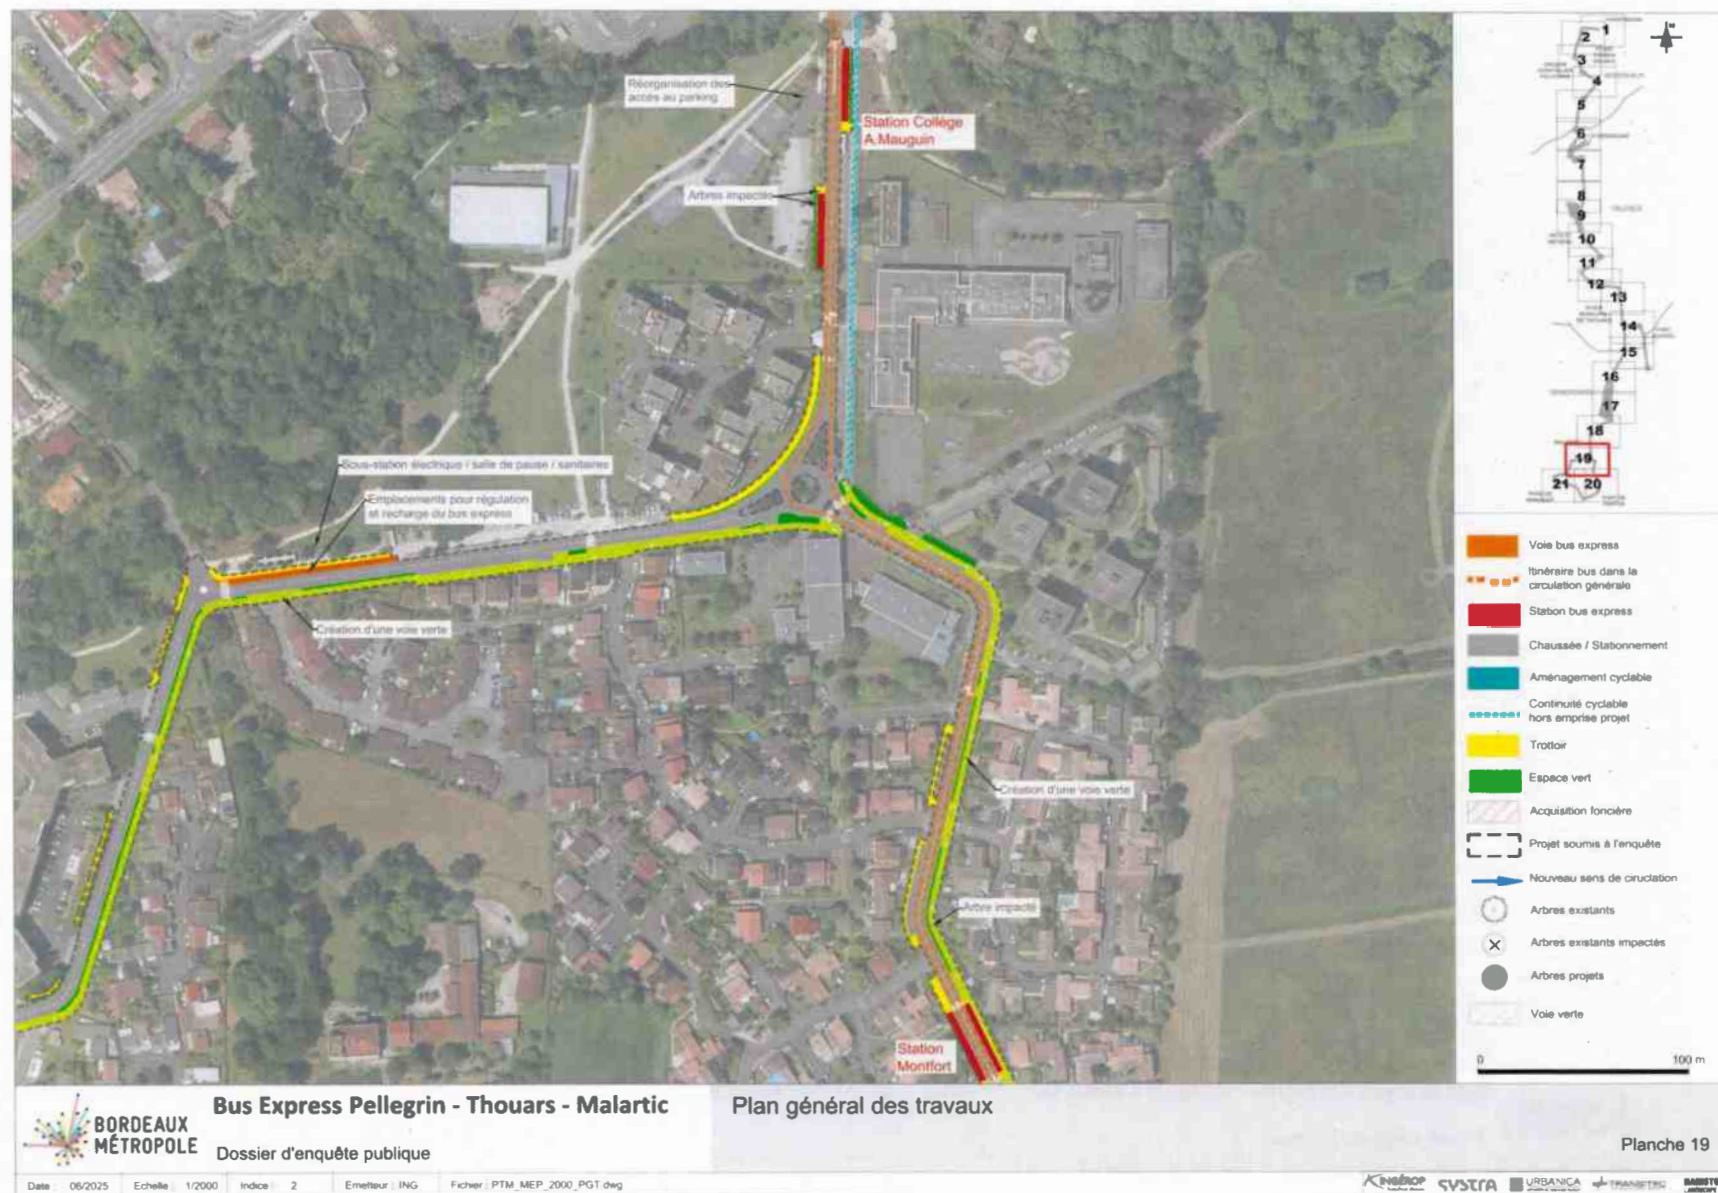 Réorganisation des
accès au parking
Station Collège
A.Mauguin
Arbres impactés
Sous-station électrique / salle de pause / sanitaires
Emplacements pour régulation
et recharge du bus express
Création d'une voie verte
Création d'une voie verte
Arbre impacté
Station
Montfort
1
2
3
4
5
6
7
8
9
10
11
12
13
14
15
16
17
18
19
21
20
Voie bus express
Itinéraire bus dans la
circulation générale
Station bus express
Chaussée / Stationnement
Aménagement cyclable
Continuité cyclable
hors emprise projet
Trottoir
Espace vert
Acquisition foncière
Projet soumis à l'enquête
Nouveau sens de ciruclation
Arbres existants
Arbres existants impactés
Arbres projets
Voie verte
0 100 m
BORDEAUX
MÉTROPOLE
Bus Express Pellegrin - Thouars - Malartic
Dossier d'enquête publique
Plan général des travaux
Planche 19
Date : 06/2025 Echelle : 1/2000 Indice : 2 Emetteur : ING Fichier : PTM_MEP_2000_PGT.dwg
KINGÉROP SYSTRA URBANICA TRANSITEC